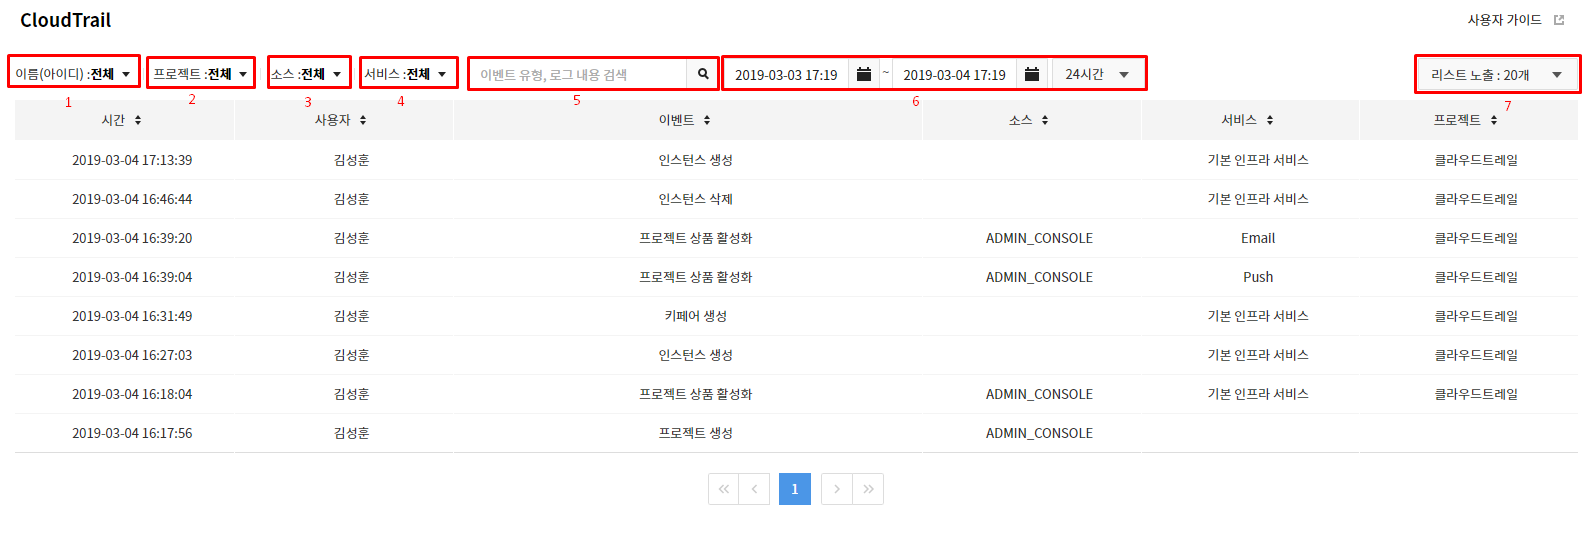 CloudTrail
사용자 가이드
이름(아이디) :전체
프로젝트 :전체
소스 :전체
서비스 :전체
이벤트 유형, 로그 내용 검색
2019-03-03 17:19 ~ 2019-03-04 17:19
24시간
리스트 노출 : 20개
1 2 3 4 5 6 7
시간 사용자 이벤트 소스 서비스 프로젝트
2019-03-04 17:13:39 김성훈 인스턴스 생성 기본 인프라 서비스 클라우드트레일
2019-03-04 16:46:44 김성훈 인스턴스 삭제 기본 인프라 서비스 클라우드트레일
2019-03-04 16:39:20 김성훈 프로젝트 상품 활성화 ADMIN_CONSOLE Email 클라우드트레일
2019-03-04 16:39:04 김성훈 프로젝트 상품 활성화 ADMIN_CONSOLE Push 클라우드트레일
2019-03-04 16:31:49 김성훈 키페어 생성 기본 인프라 서비스 클라우드트레일
2019-03-04 16:27:03 김성훈 인스턴스 생성 기본 인프라 서비스 클라우드트레일
2019-03-04 16:18:04 김성훈 프로젝트 상품 활성화 ADMIN_CONSOLE 기본 인프라 서비스 클라우드트레일
2019-03-04 16:17:56 김성훈 프로젝트 생성 ADMIN_CONSOLE
« ‹ 1 › »